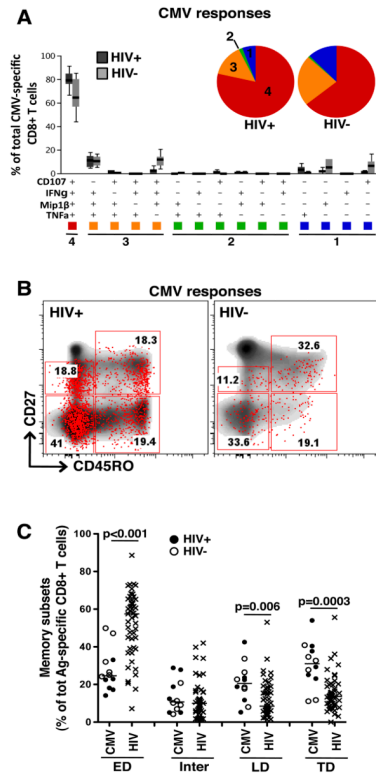 A
CMV responses
HIV+
HIV-
% of total CMV-specific
CD8+ T cells
100
80
60
40
20
0
2
1
3
4
HIV+
HIV-
CD107 + + - + + + + - + - - + - - -
IFNg
Mip1β
TNFa
4
3
2
1
B
CMV responses
HIV+
HIV-
18.3
18.8
41
19.4
32.6
11.2
33.6
19.1
CD27
CD45RO
C
Memory subsets
(% of tot Ag-specific CD8+ T cells)
100
80
60
40
20
0
p<0.001
HIV+
HIV-
p=0.006
p=0.0003
CMV HIV CMV HIV CMV HIV CMV HIV
ED Inter LD TD